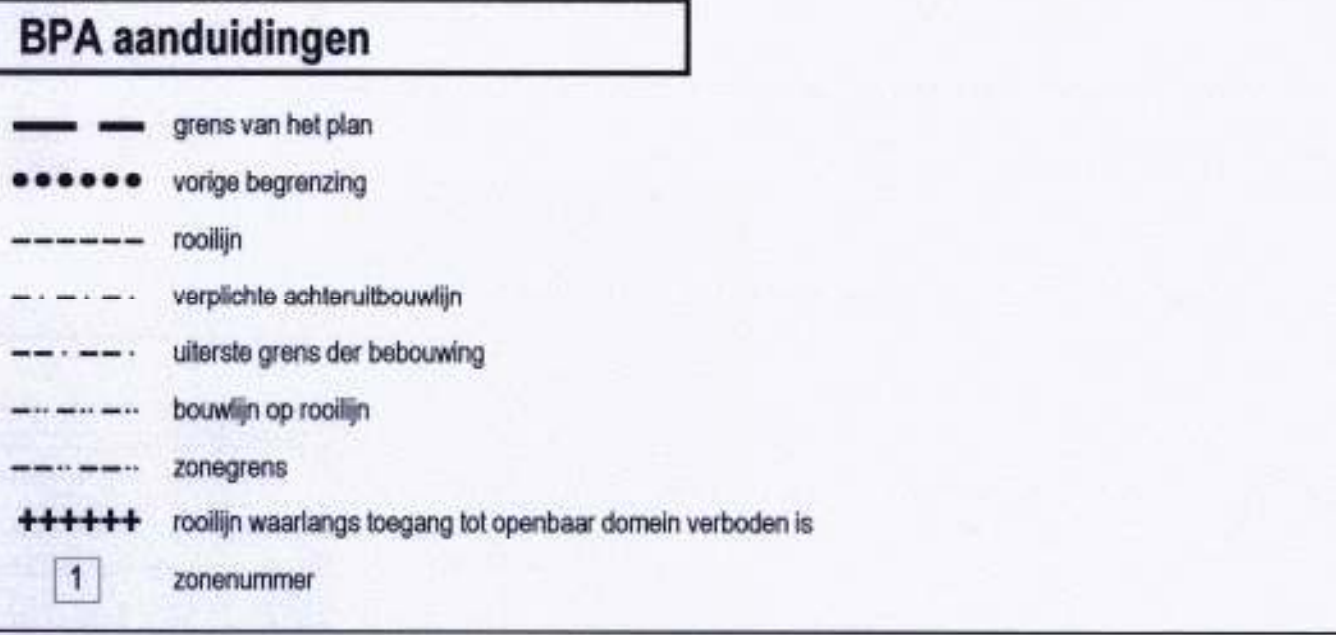 BPA aanduidingen
grens van het plan
vorige begrenzing
rooilijn
verplichte achteruitbouwlijn
uiterste grens der bebouwing
bouwlijn op rooilijn
zonegrens
rooilijn waarlangs toegang tot openbaar domein verboden is
1 zonenummer